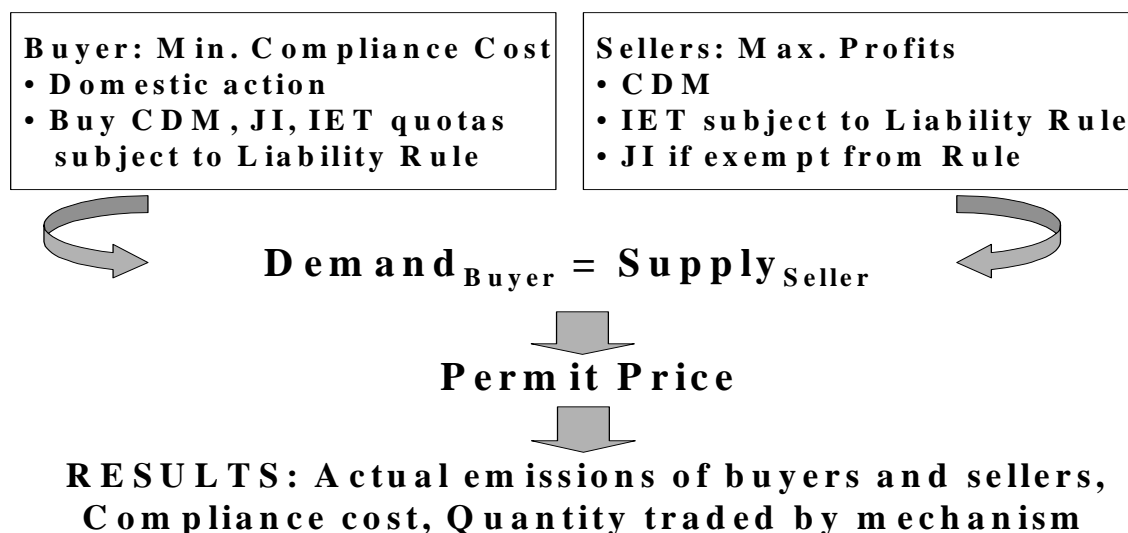 Buyer: Min. Compliance Cost
• Domestic action
• Buy CDM, JI, IET quotas
subject to Liability Rule
Sellers: Max. Profits
• CDM
• IET subject to Liability Rule
• JI if exempt from Rule
Demand Buyer = Supply Seller
Permit Price
RESULTS: Actual emissions of buyers and sellers,
Compliance cost, Quantity traded by mechanism